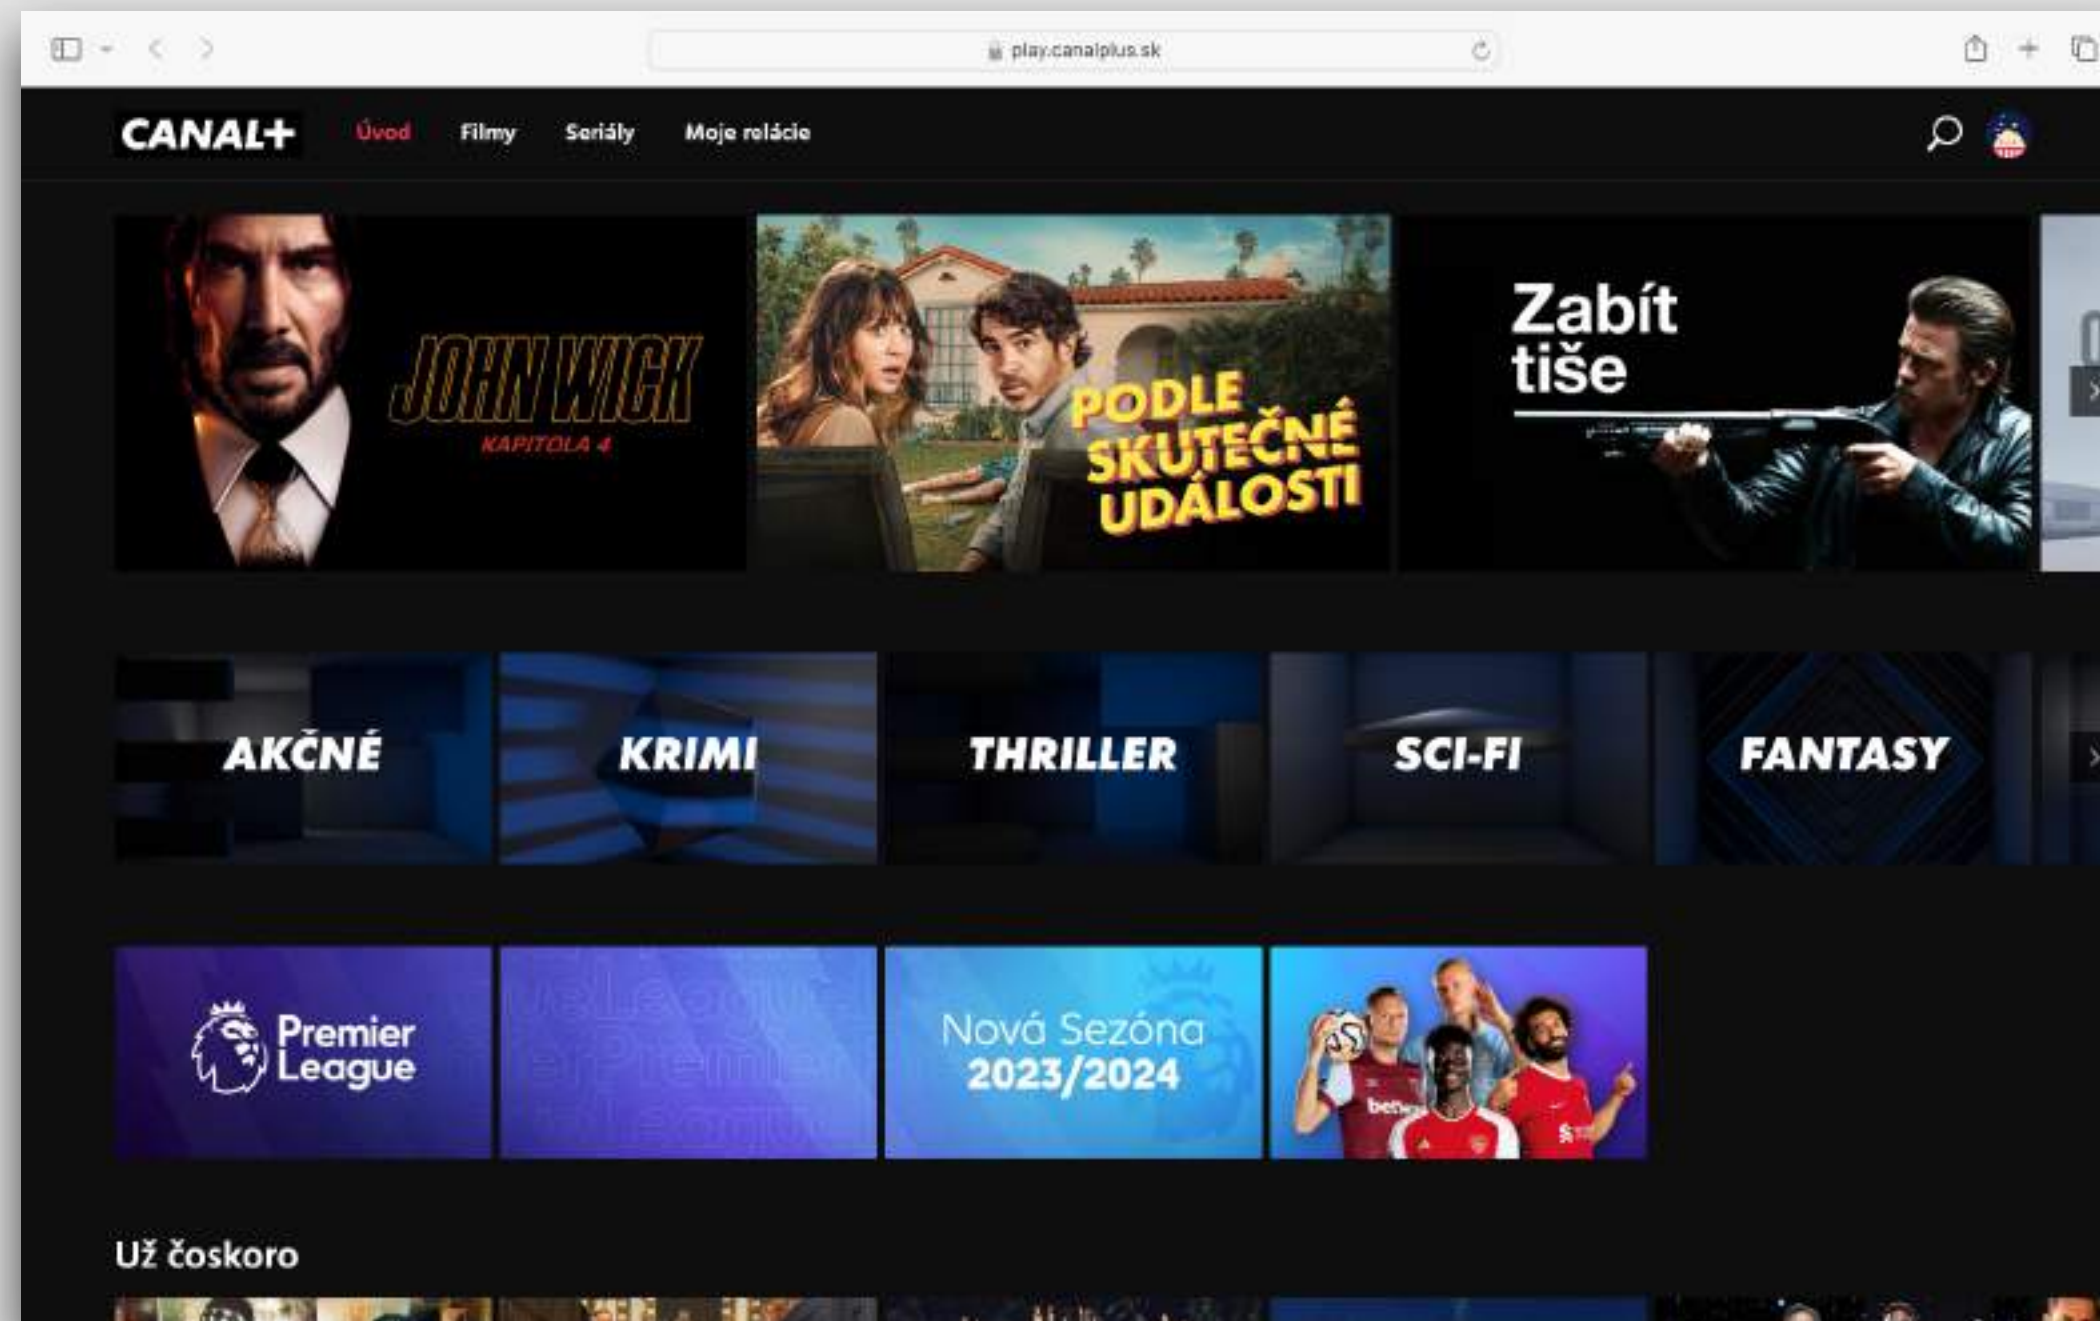 play.canalplus.sk
CANAL+ Úvod Filmy Seriály Moje relácie
JOHN WICK
KAPITOLA 4
PODLE
SKUTEČNÉ
UDÁLOSTI
Zabít
tiše
AKČNÉ
KRIMI
THRILLER
SCI-FI
FANTASY
Premier
League
Nová Sezóna
2023/2024
Už čoskoro